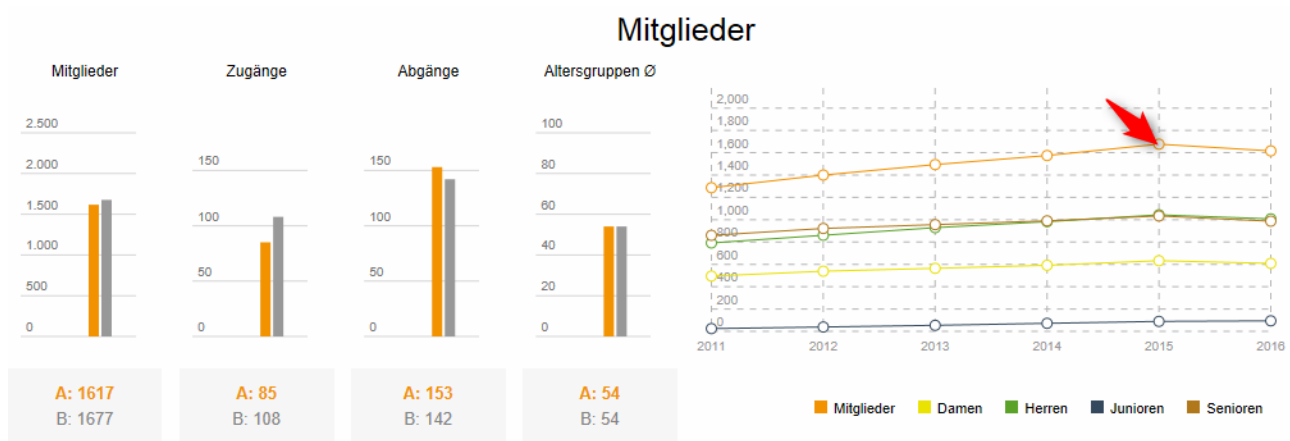 Mitglieder
Mitglieder
2.500
2.000
1.500
1.000
500
0
A: 1617
B: 1677
Zugänge
150
100
50
0
A: 85
B: 108
Abgänge
150
100
50
0
A: 153
B: 142
Altersgruppen Ø
100
80
60
40
20
0
A: 54
B: 54
2,000
1,800
1,600
1,400
1,200
1,000
800
600
400
200
0
2011 2012 2013 2014 2015 2016
Mitglieder Damen Herren Junioren Senioren